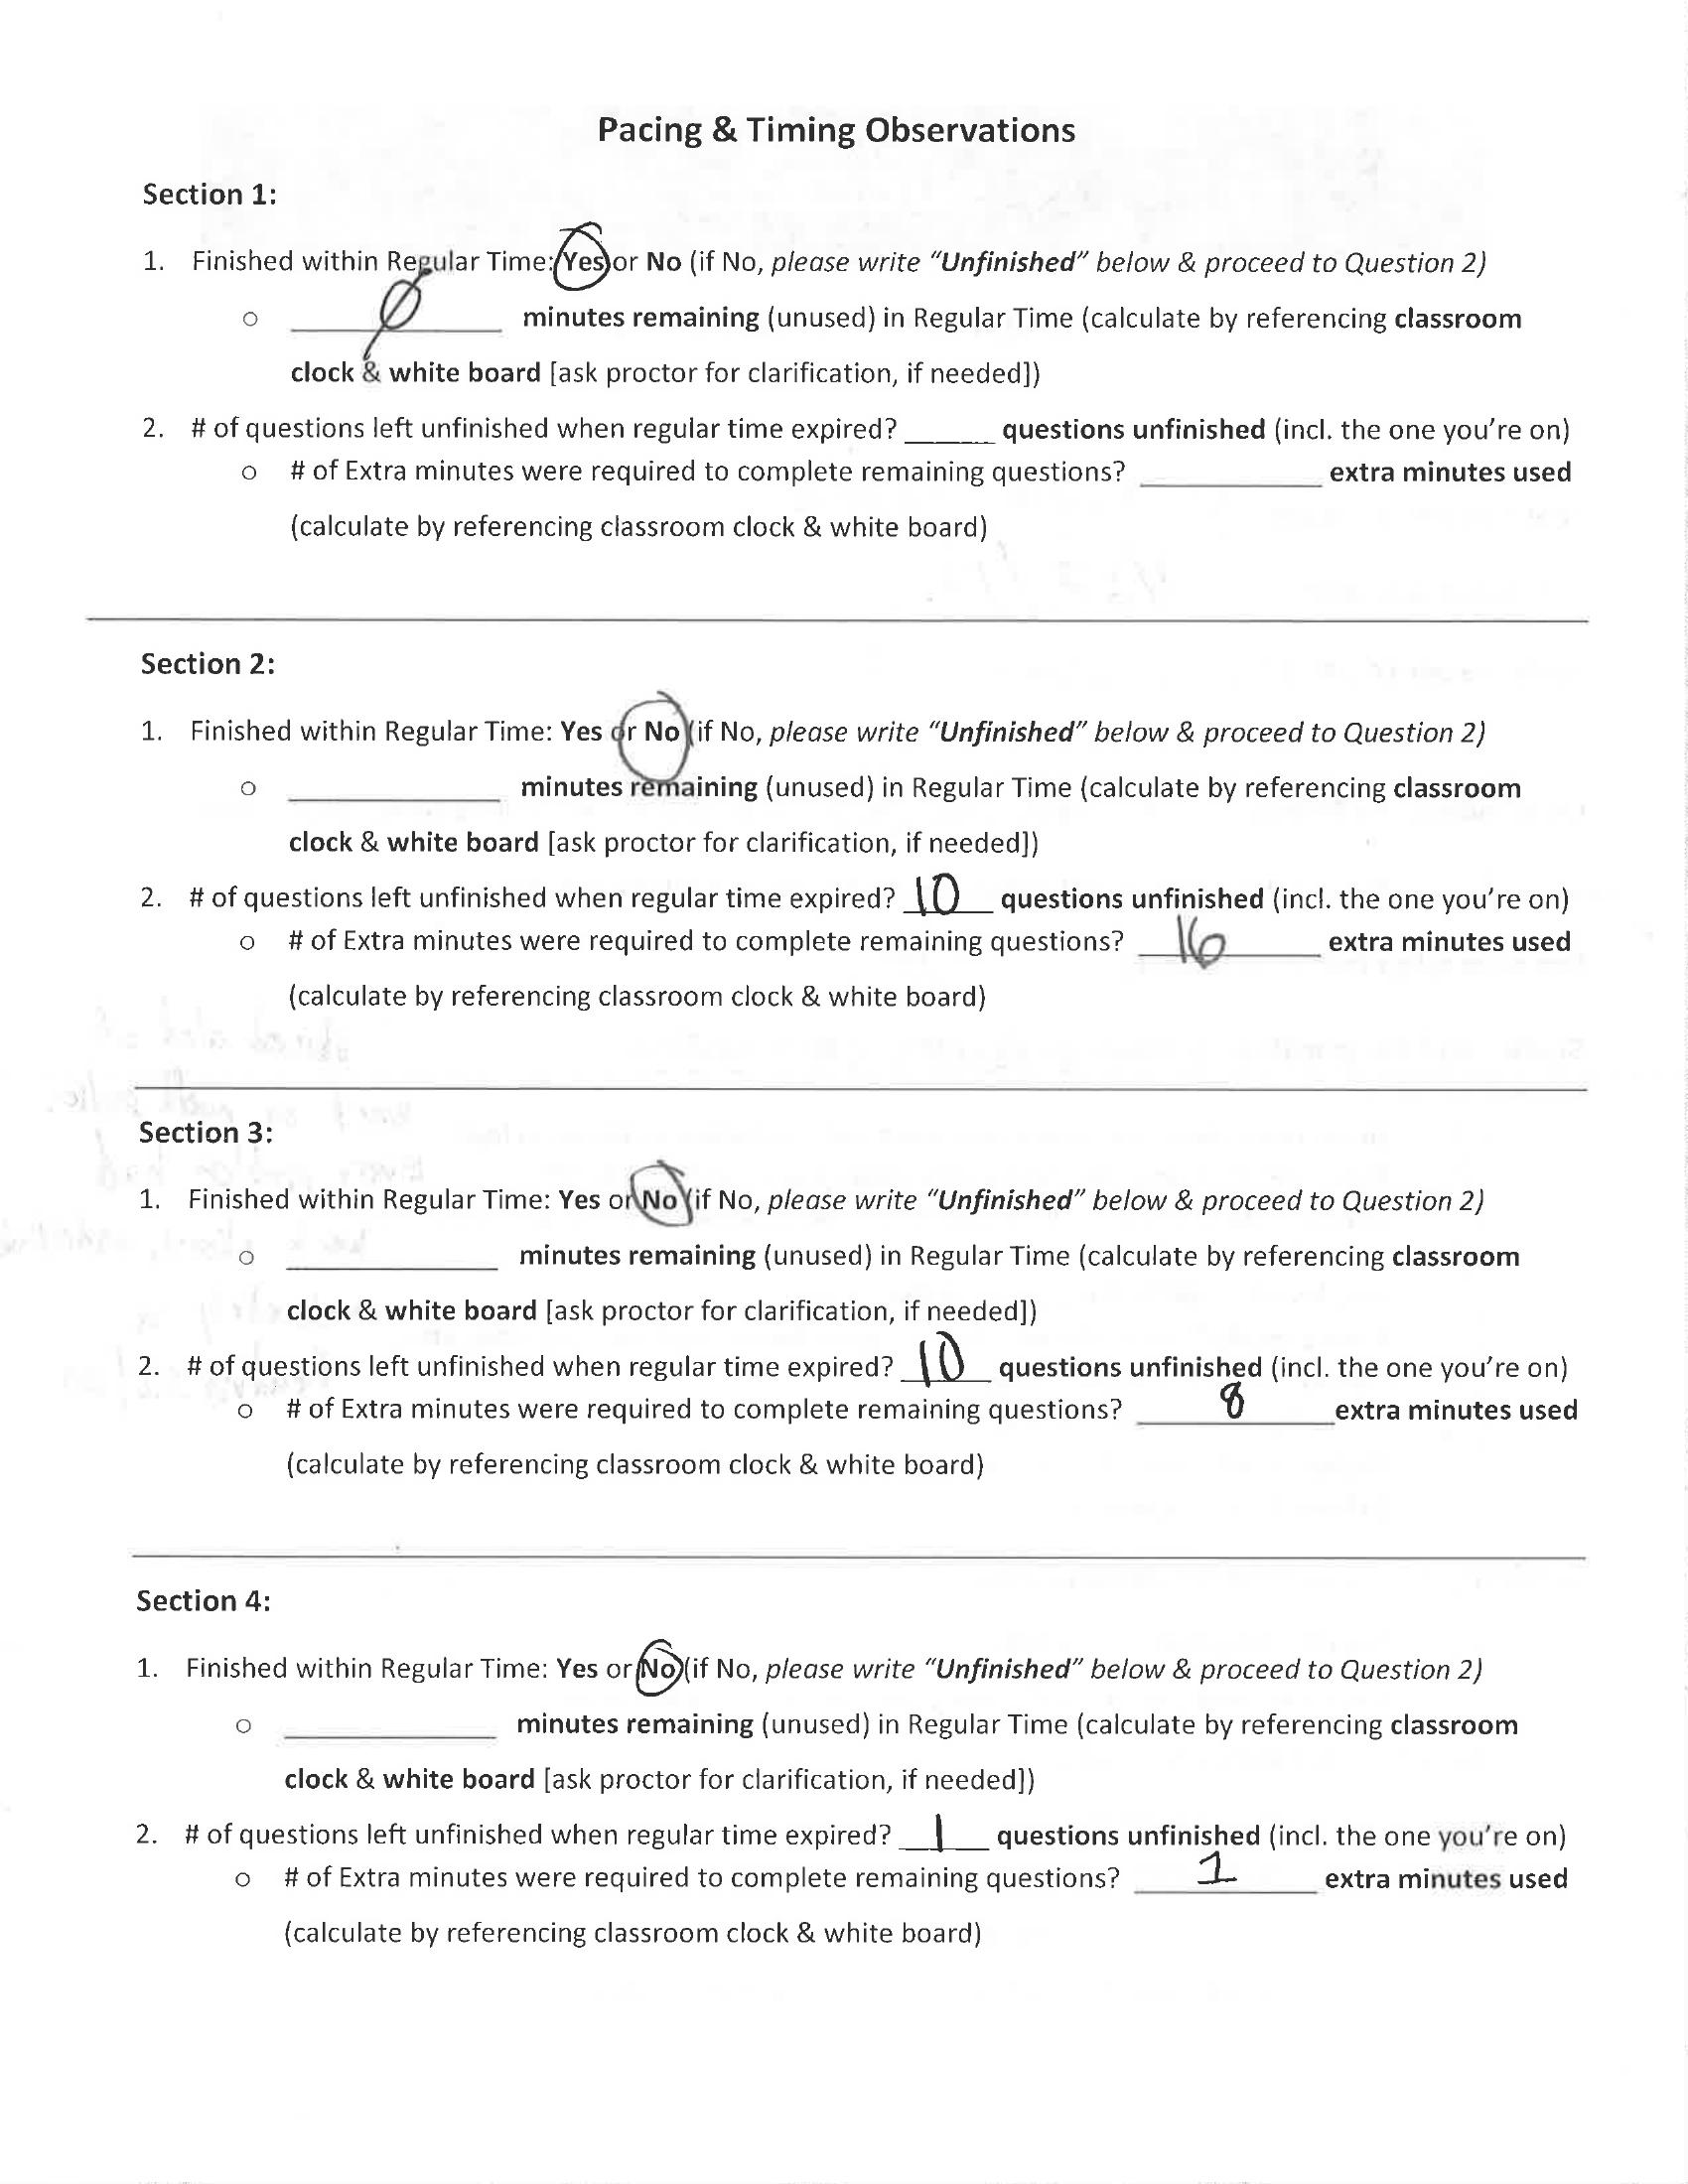 Pacing & Timing Observations
Section 1:
1. Finished within Regular Time: Yes or No (if No, please write “Unfinished” below & proceed to Question 2)
o ∅ minutes remaining (unused) in Regular Time (calculate by referencing classroom
clock & white board [ask proctor for clarification, if needed])
2. # of questions left unfinished when regular time expired? ______ questions unfinished (incl. the one you’re on)
o # of Extra minutes were required to complete remaining questions? ____________ extra minutes used
(calculate by referencing classroom clock & white board)
Section 2:
1. Finished within Regular Time: Yes or No (if No, please write “Unfinished” below & proceed to Question 2)
o ______________ minutes remaining (unused) in Regular Time (calculate by referencing classroom
clock & white board [ask proctor for clarification, if needed])
2. # of questions left unfinished when regular time expired? 10 questions unfinished (incl. the one you’re on)
o # of Extra minutes were required to complete remaining questions? 16 extra minutes used
(calculate by referencing classroom clock & white board)
Section 3:
1. Finished within Regular Time: Yes or No (if No, please write “Unfinished” below & proceed to Question 2)
o ______________ minutes remaining (unused) in Regular Time (calculate by referencing classroom
clock & white board [ask proctor for clarification, if needed])
2. # of questions left unfinished when regular time expired? 10 questions unfinished (incl. the one you’re on)
o # of Extra minutes were required to complete remaining questions? 8 extra minutes used
(calculate by referencing classroom clock & white board)
Section 4:
1. Finished within Regular Time: Yes or No (if No, please write “Unfinished” below & proceed to Question 2)
o ______________ minutes remaining (unused) in Regular Time (calculate by referencing classroom
clock & white board [ask proctor for clarification, if needed])
2. # of questions left unfinished when regular time expired? 1 questions unfinished (incl. the one you’re on)
o # of Extra minutes were required to complete remaining questions? 1 extra minutes used
(calculate by referencing classroom clock & white board)